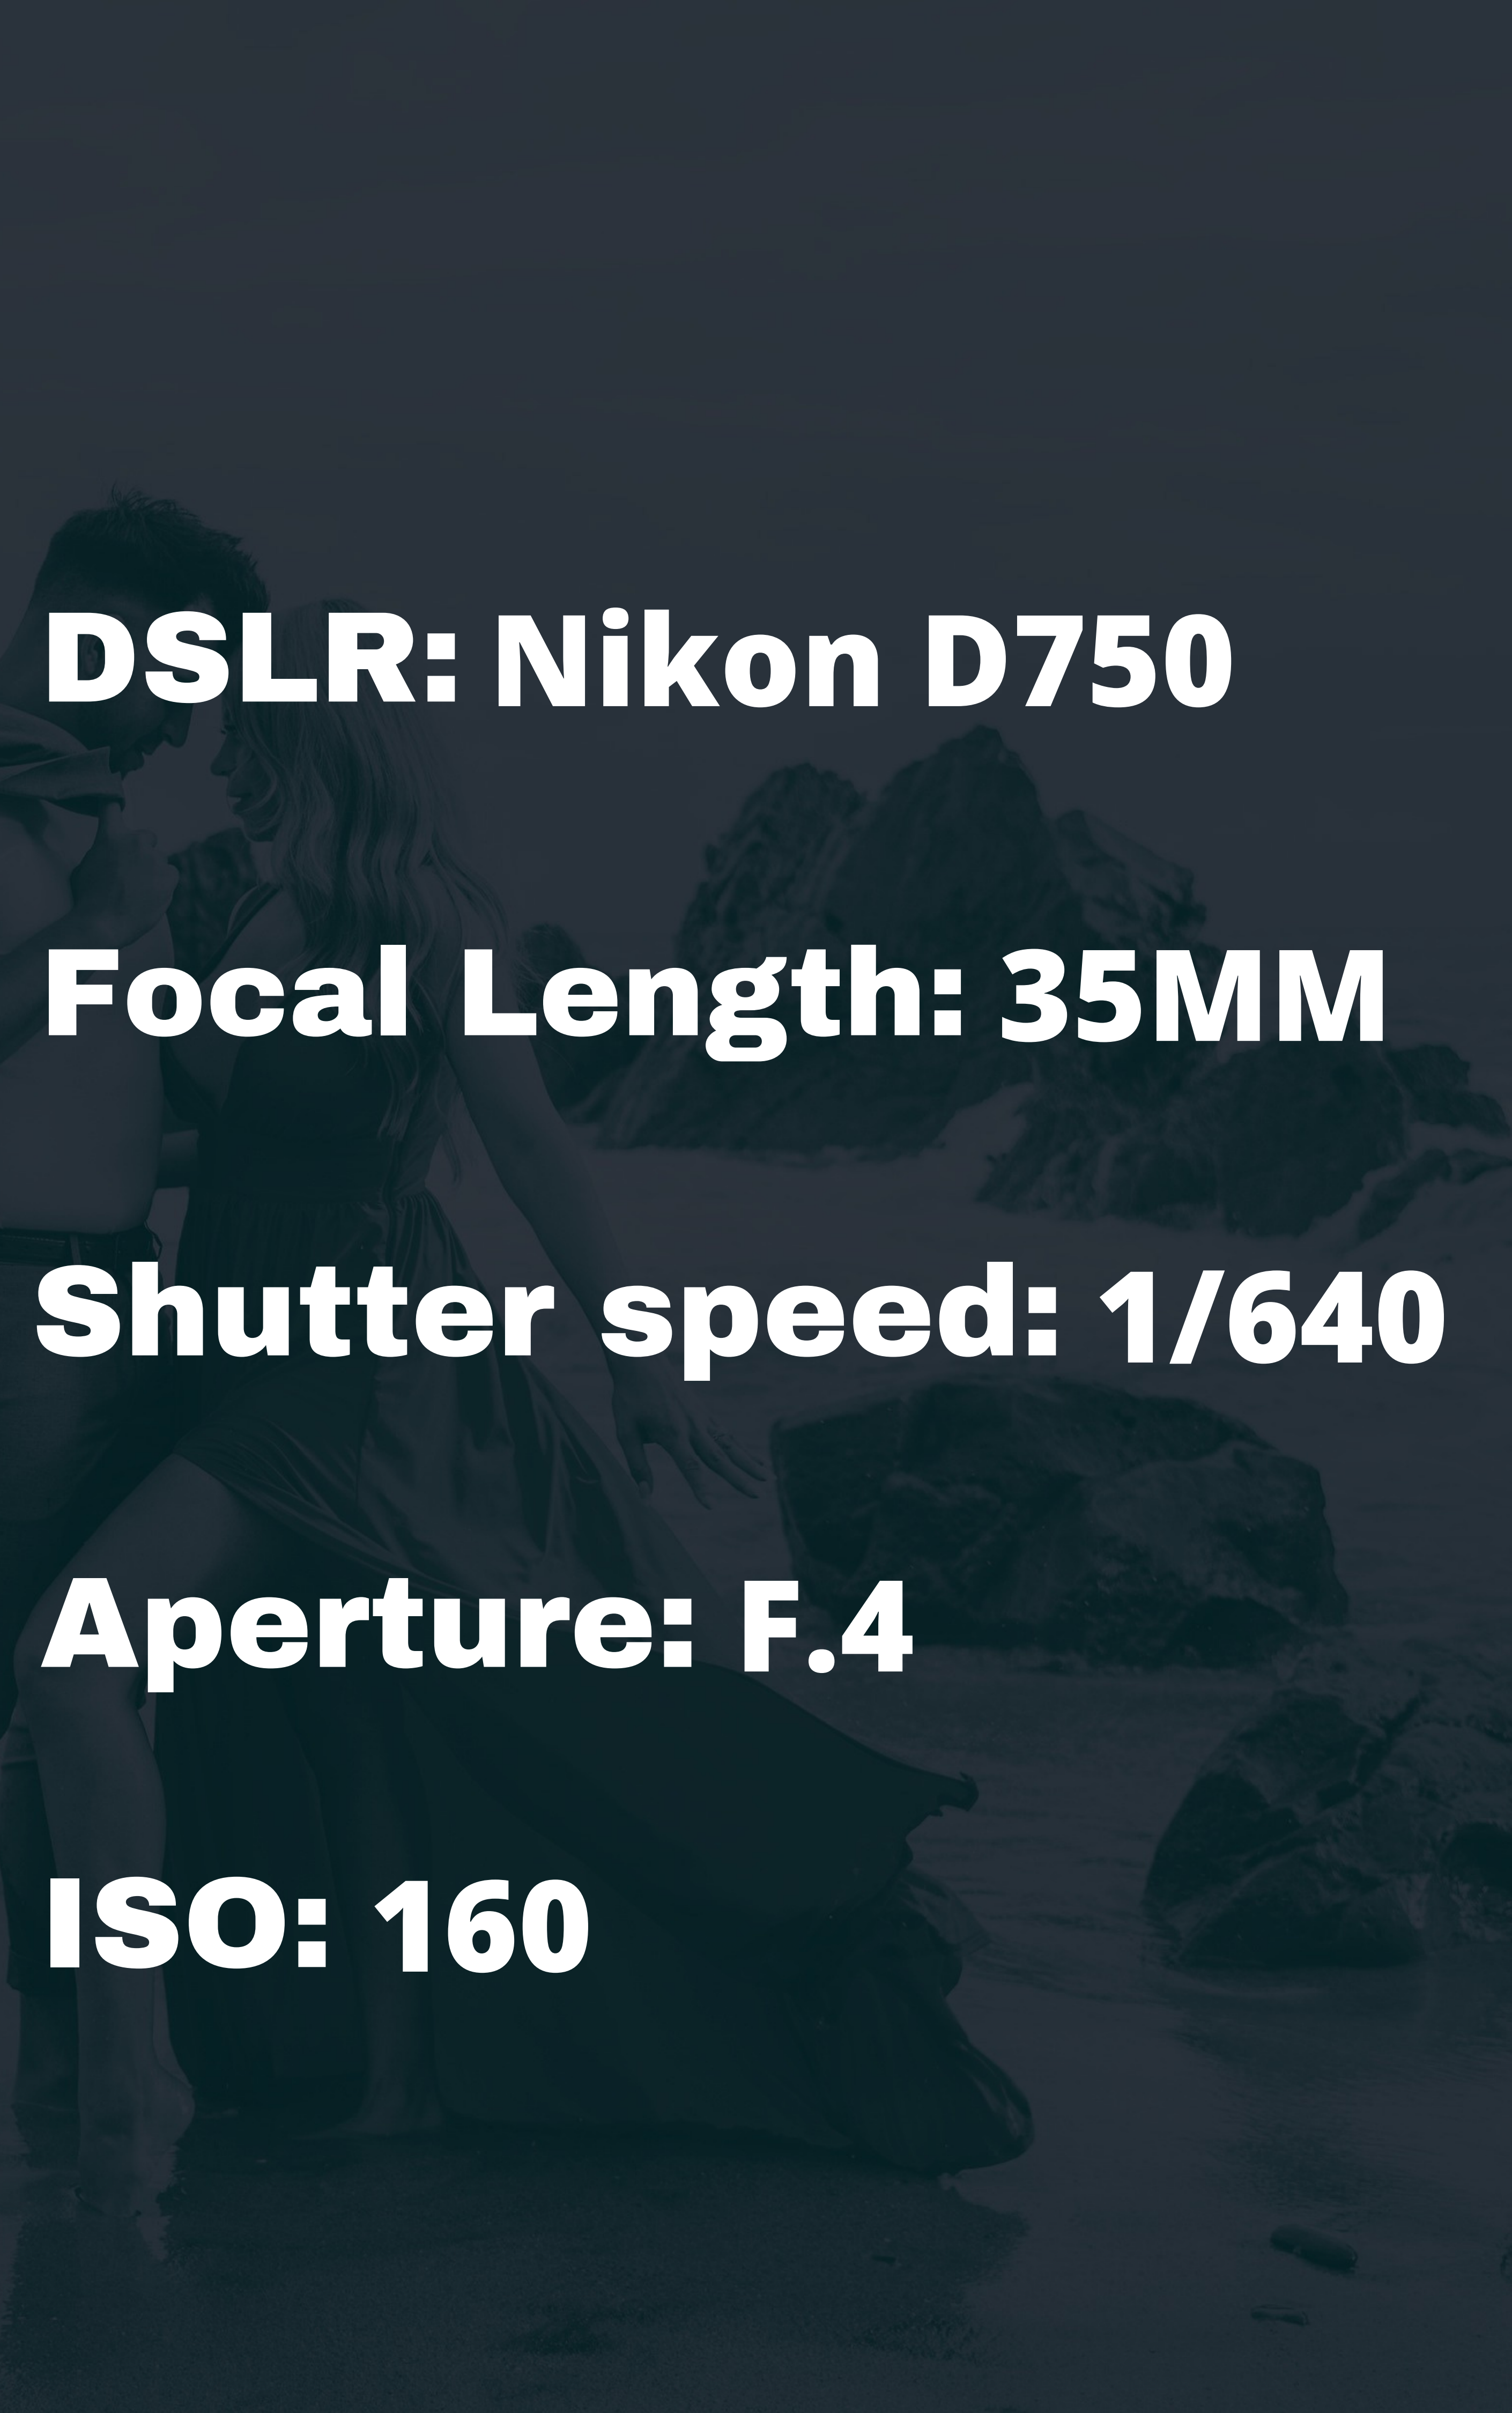 DSLR: Nikon D750
Focal Length: 35MM
Shutter speed: 1/640
Aperture: F.4
ISO: 160